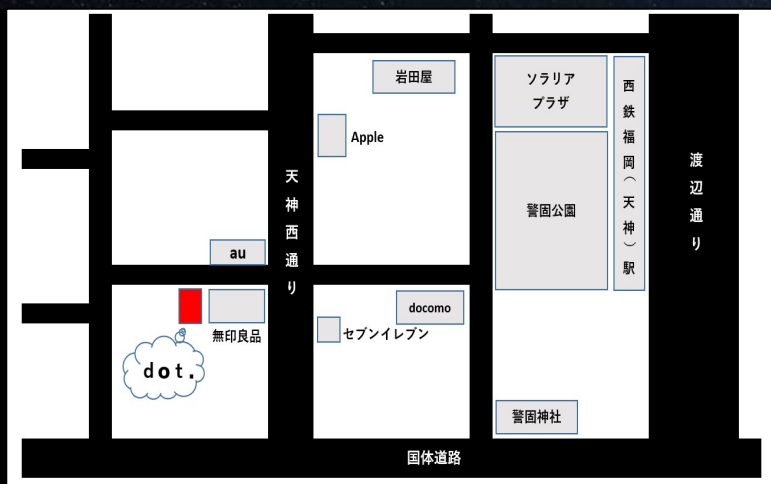 岩田屋
ソラリア
プラザ
西鉄福岡（天神）駅
Apple
渡辺通り
天神西通り
警固公園
au
docomo
無印良品
セブンイレブン
dot.
警固神社
国体道路